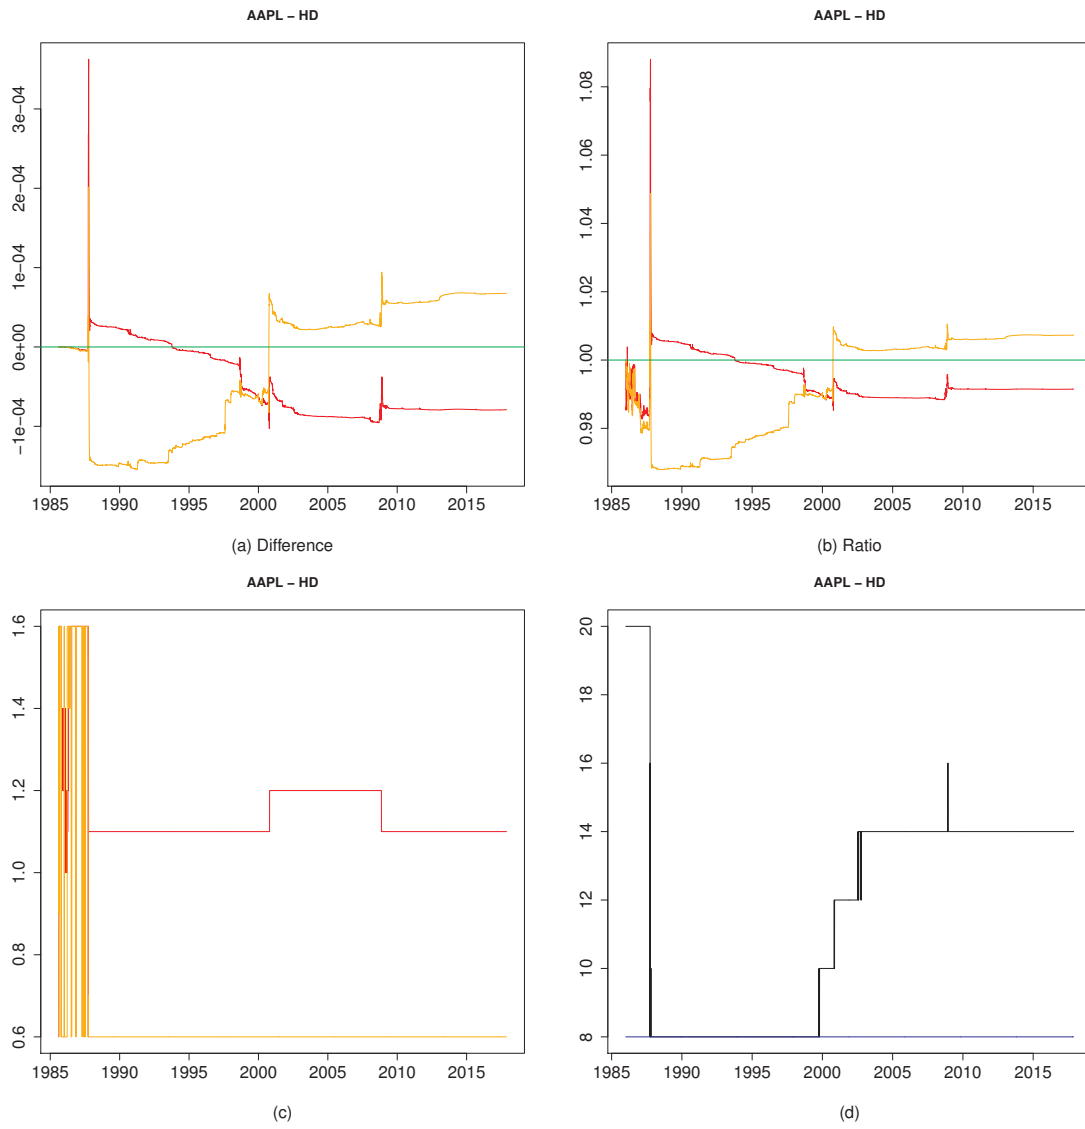 AAPL – HD
3e−04
2e−04
1e−04
0e+00
−1e−04
1985 1990 1995 2000 2005 2010 2015
(a) Difference
AAPL – HD
1.08
1.06
1.04
1.02
1.00
0.98
1985 1990 1995 2000 2005 2010 2015
(b) Ratio
AAPL – HD
1.6
1.4
1.2
1.0
0.8
0.6
1985 1990 1995 2000 2005 2010 2015
(c)
AAPL – HD
20
18
16
14
12
10
8
1985 1990 1995 2000 2005 2010 2015
(d)